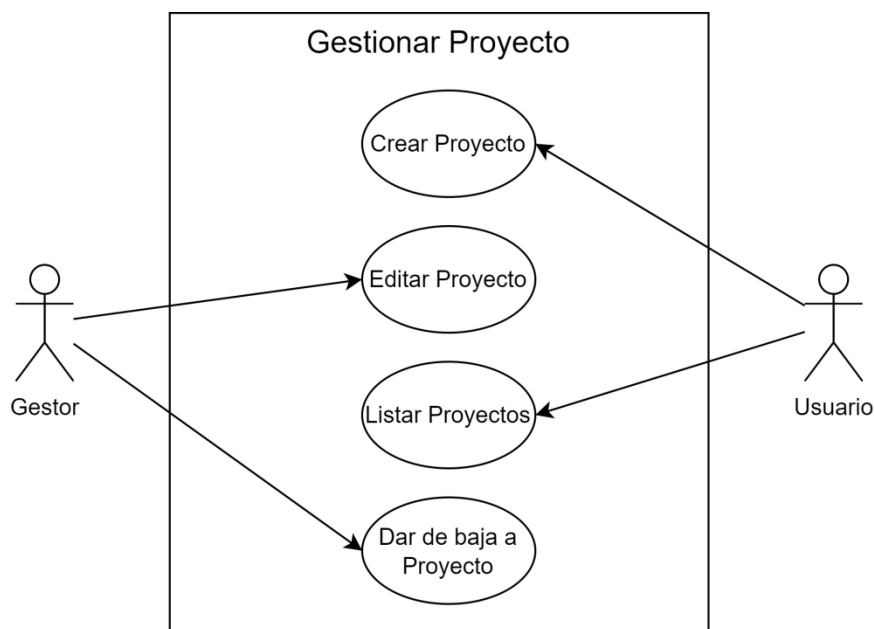 Gestionar Proyecto
Crear Proyecto
Editar Proyecto
Gestor
Listar Proyectos
Usuario
Dar de baja a
Proyecto